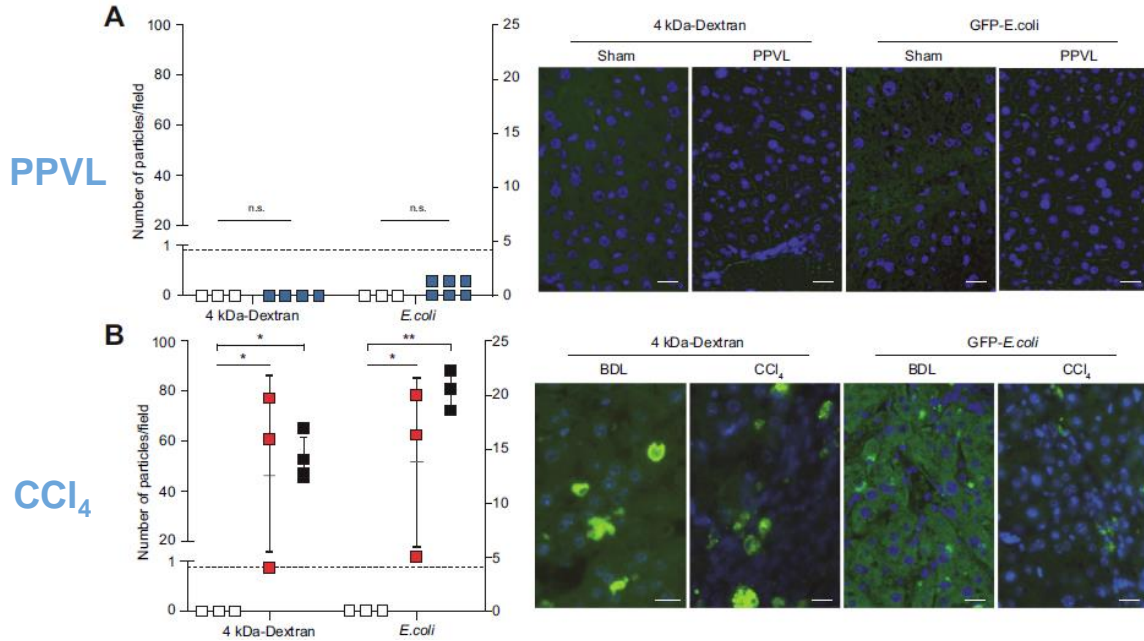 A
PPVL
Number of particles/field
100
80
60
40
20
1
0
25
20
15
10
5
0
n.s.
n.s.
4 kDa-Dextran
E.coli
4 kDa-Dextran
GFP-E.coli
Sham
PPVL
Sham
PPVL
B
CCl4
Number of particles/field
100
80
60
40
20
1
0
25
20
15
10
5
0
*
*
**
*
4 kDa-Dextran
E.coli
4 kDa-Dextran
GFP-E.coli
BDL
CCl4
BDL
CCl4